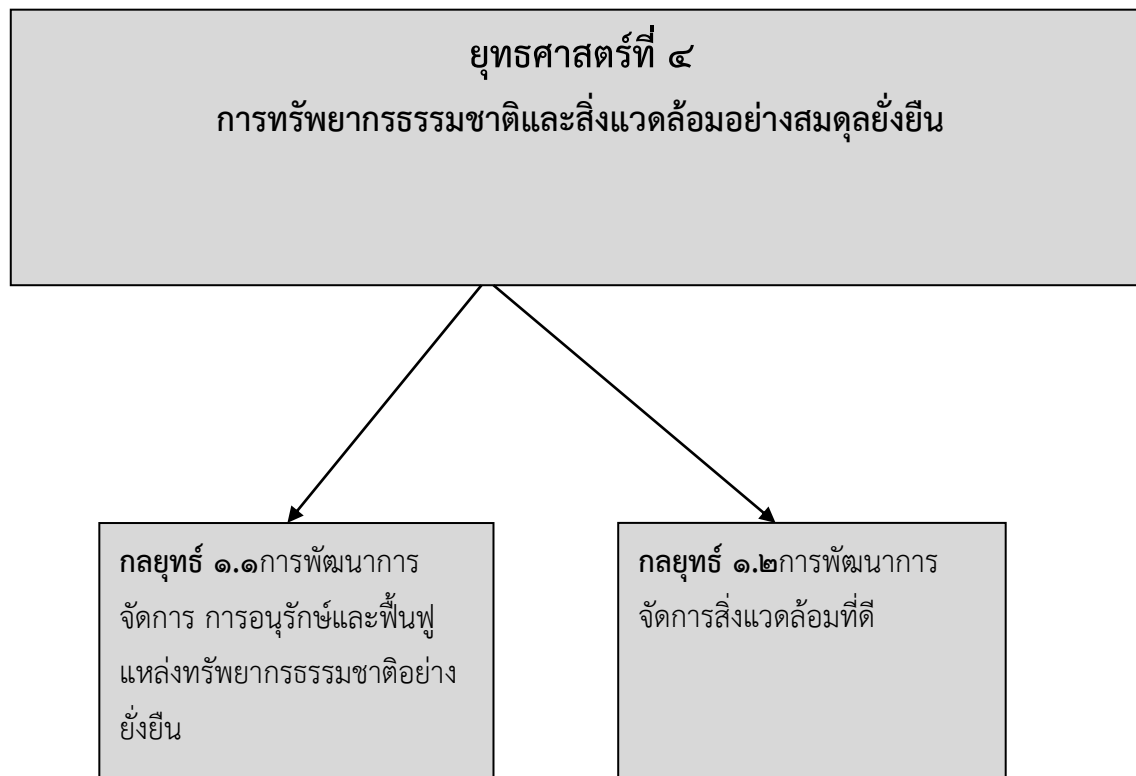 ยุทธศาสตร์ที่ ๔
การทรัพยากรธรรมชาติและสิ่งแวดล้อมอย่างสมดุลยั่งยืน
กลยุทธ์ ๑.๑การพัฒนาการ
จัดการ การอนุรักษ์และฟื้นฟู
แหล่งทรัพยากรธรรมชาติอย่าง
ยั่งยืน
กลยุทธ์ ๑.๒การพัฒนาการ
จัดการสิ่งแวดล้อมที่ดี